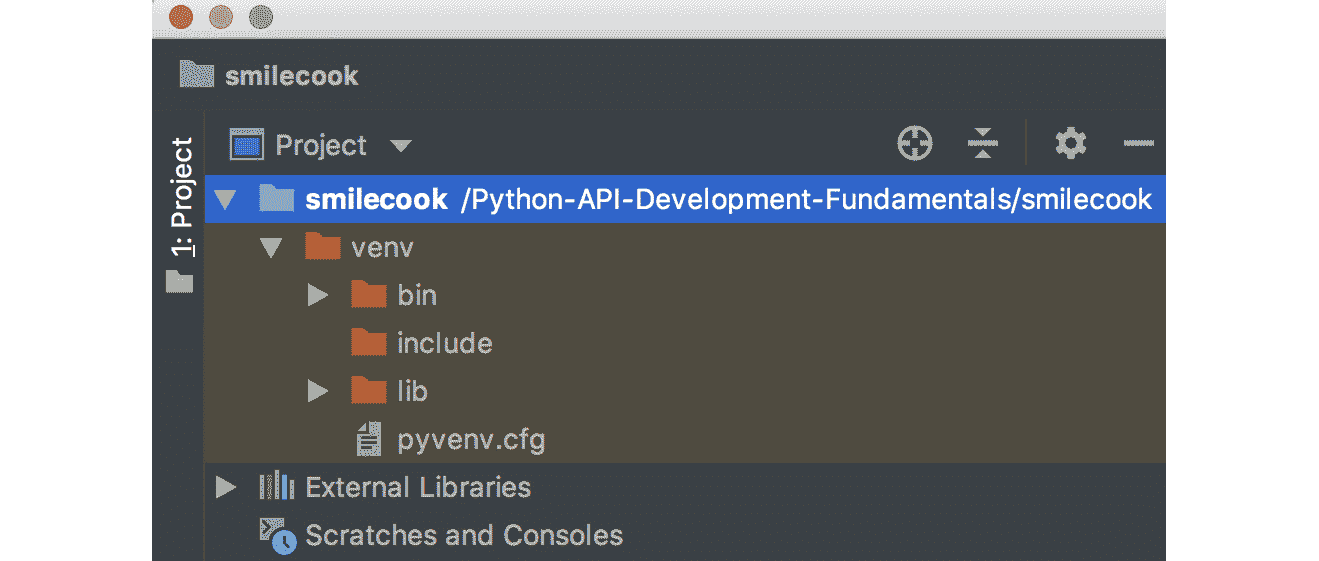 smilecook
1: Project
Project
smilecook /Python-API-Development-Fundamentals/smilecook
venv
bin
include
lib
pyvenv.cfg
External Libraries
Scratches and Consoles